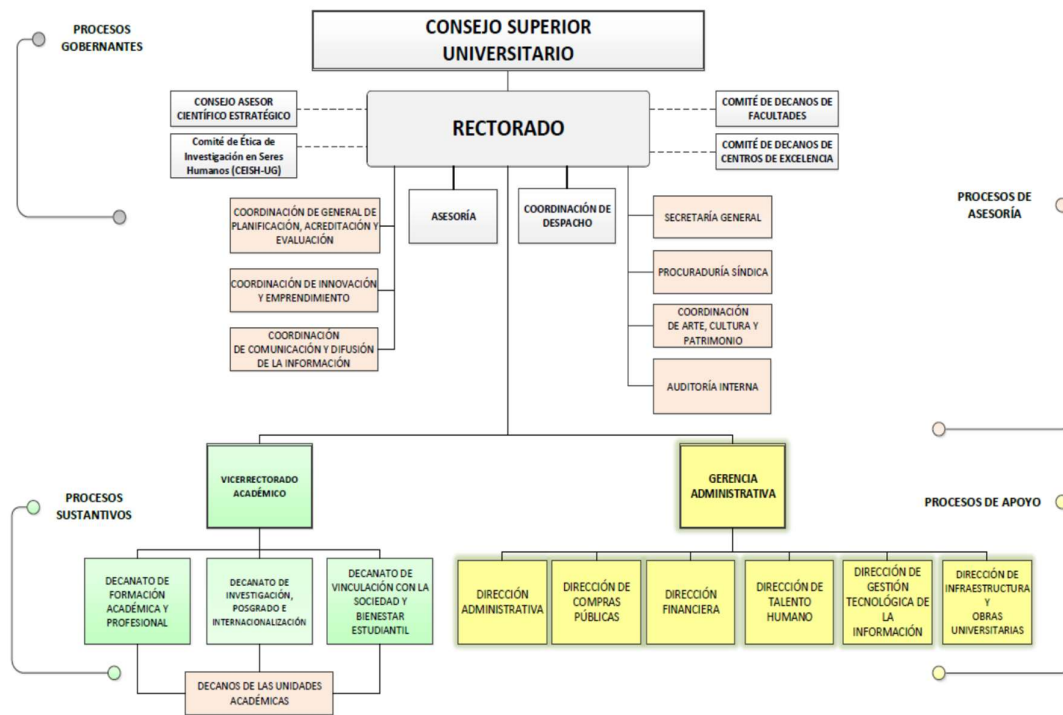 PROCESOS
GOBERNANTES
CONSEJO SUPERIOR
UNIVERSITARIO
CONSEJO ASESOR
CIENTÍFICO ESTRATÉGICO
Comité de Ética de
Investigación en Seres
Humanos (CEISH-UG)
RECTORADO
COMITÉ DE DECANOS DE
FACULTADES
COMITÉ DE DECANOS DE
CENTROS DE EXCELENCIA
COORDINACIÓN DE GENERAL DE
PLANIFICACIÓN, ACREDITACIÓN Y
EVALUACIÓN
ASESORÍA
COORDINACIÓN DE
DESPACHO
SECRETARÍA GENERAL
PROCESOS DE
ASESORÍA
COORDINACIÓN DE INNOVACIÓN
Y EMPRENDIMIENTO
PROCURADURÍA SÍNDICA
COORDINACIÓN
DE COMUNICACIÓN Y DIFUSIÓN
DE LA INFORMACIÓN
COORDINACIÓN
DE ARTE, CULTURA Y
PATRIMONIO
AUDITORÍA INTERNA
PROCESOS
SUSTANTIVOS
VICERRECTORADO
ACADÉMICO
GERENCIA
ADMINISTRATIVA
PROCESOS DE APOYO
DECANATO DE
FORMACIÓN
ACADÉMICA Y
PROFESIONAL
DECANATO DE
INVESTIGACIÓN,
POSGRADO E
INTERNACIONALIZACIÓN
DECANATO DE
VINCULACIÓN CON LA
SOCIEDAD Y
BIENESTAR
ESTUDIANTIL
DIRECCIÓN
ADMINISTRATIVA
DIRECCIÓN DE
COMPRAS
PÚBLICAS
DIRECCIÓN
FINANCIERA
DIRECCIÓN DE
TALENTO
HUMANO
DIRECCIÓN DE
GESTIÓN
TECNOLÓGICA DE
LA
INFORMACIÓN
DIRECCIÓN DE
INFRAESTRUCTURA
Y
OBRAS
UNIVERSITARIAS
DECANOS DE LAS UNIDADES
ACADÉMICAS